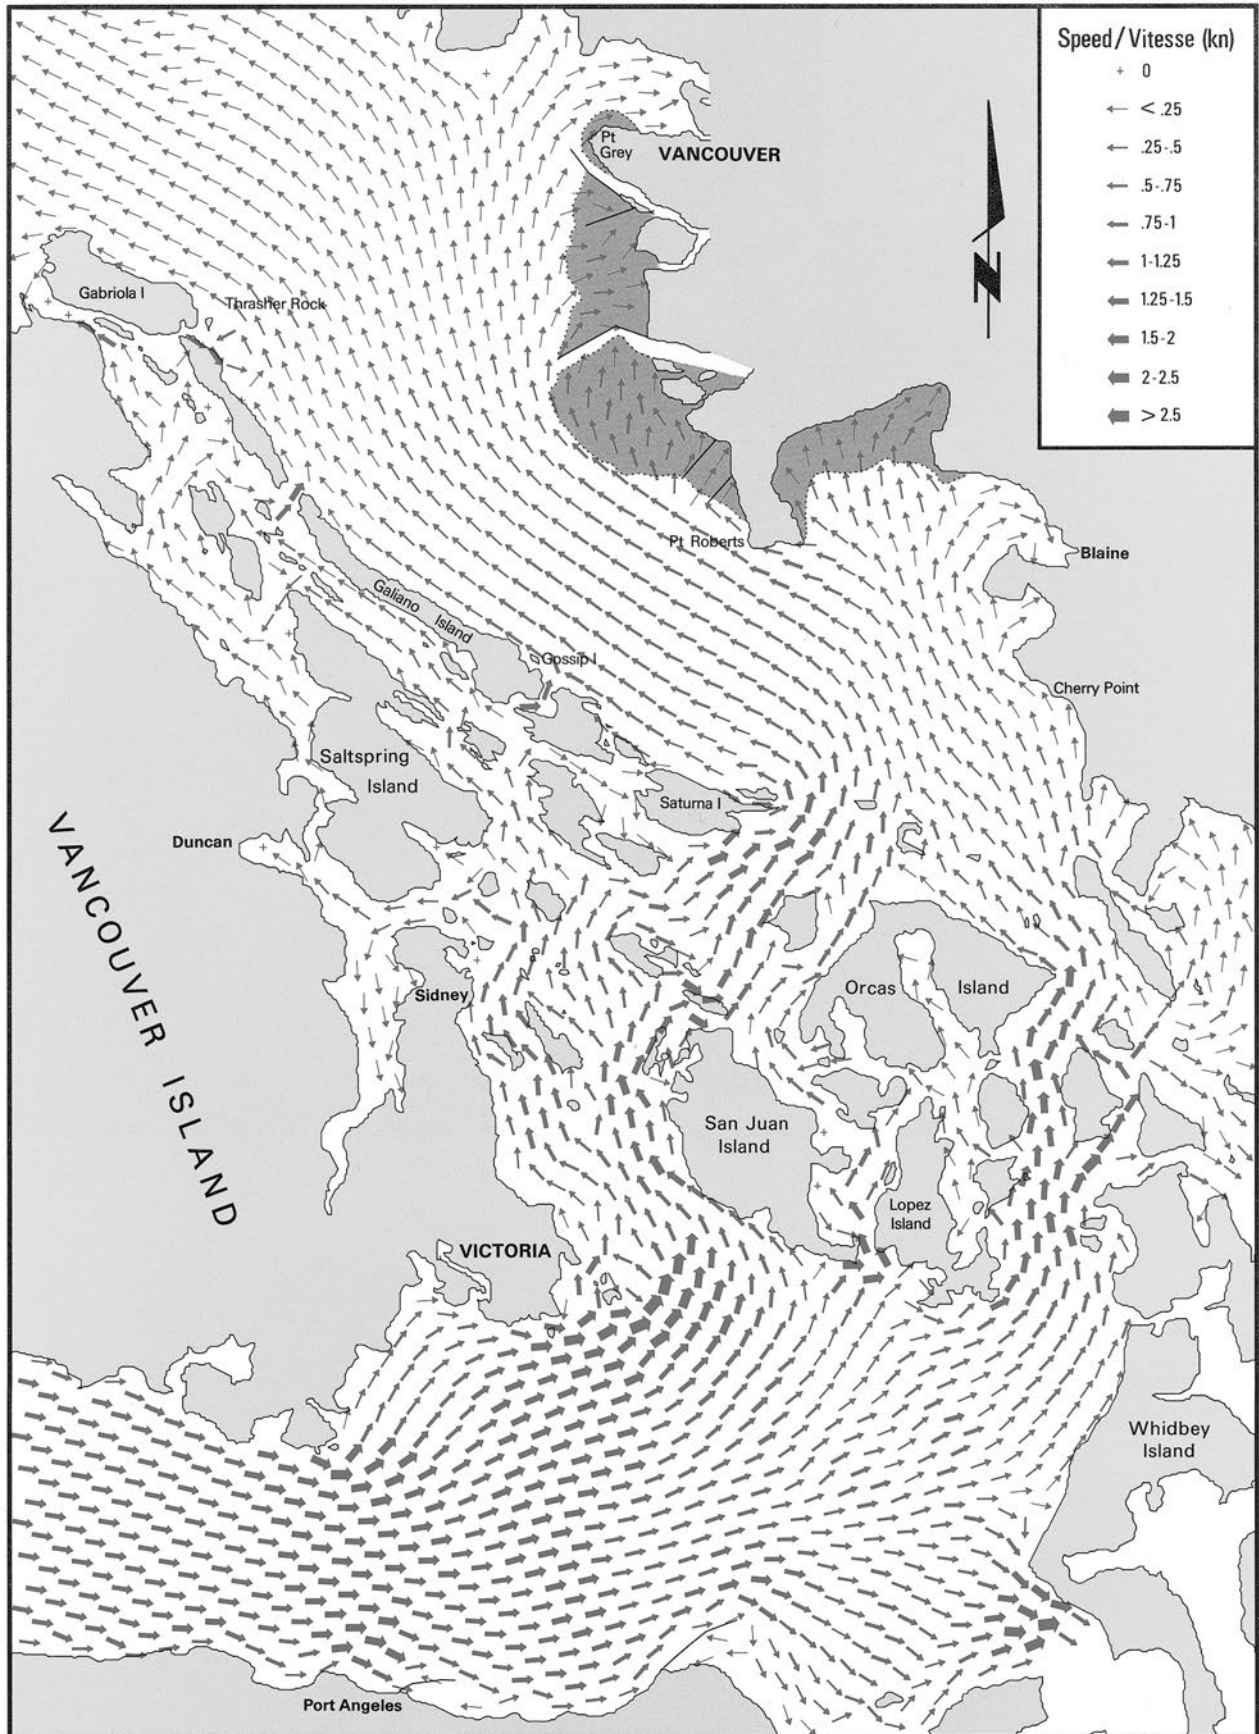 Speed/Vitesse (kn)
0
< .25
.25-.5
.5-.75
.75-1
1-1.25
1.25-1.5
1.5-2
2-2.5
> 2.5
N
Pt
Grey
VANCOUVER
Gabriola I
Thrasher Rock
Pt Roberts
Blaine
Galiano
Island
Gossip I
Cherry Point
Saltspring
Island
Saturna I
Duncan
VANCOUVER ISLAND
Sidney
Orcas Island
San Juan
Island
Lopez
Island
VICTORIA
Whidbey
Island
Port Angeles